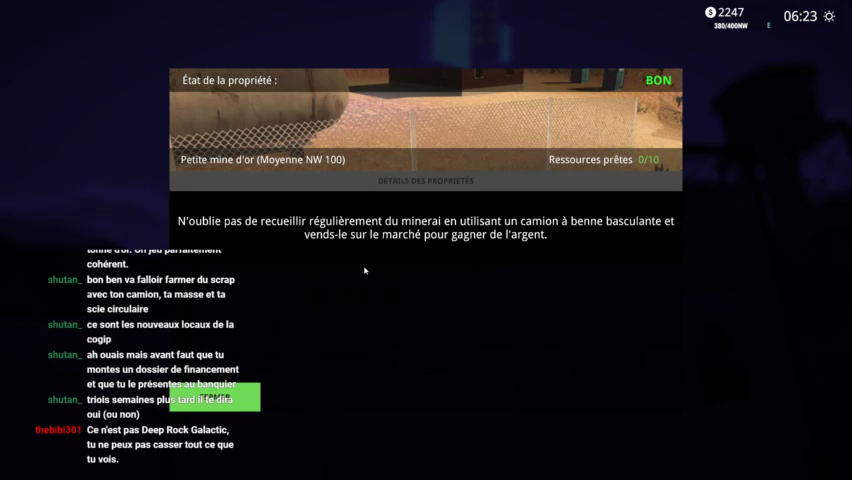 $ 2247
380/400NW
E
06:23
État de la propriété :
BON
Petite mine d'or (Moyenne NW 100)
Ressources prêtes 0/10
DÉTAILS DES PROPRIÉTÉS
N'oublie pas de recueillir régulièrement du minerai en utilisant un camion à benne basculante et
vends-le sur le marché pour gagner de l'argent.
tonne d'or. Un jeu parfaitement
cohérent.
shutan_ bon ben va falloir farmer du scrap
avec ton camion, ta masse et ta
scie circulaire
shutan_ ce sont les nouveaux locaux de la
cogip
shutan_ ah ouais mais avant faut que tu
montes un dossier de financement
et que tu le présentes au banquier
shutan_ triois semaines plus tard il te dira
oui (ou non)
thebibi301 Ce n'est pas Deep Rock Galactic,
tu ne peux pas casser tout ce que
tu vois.